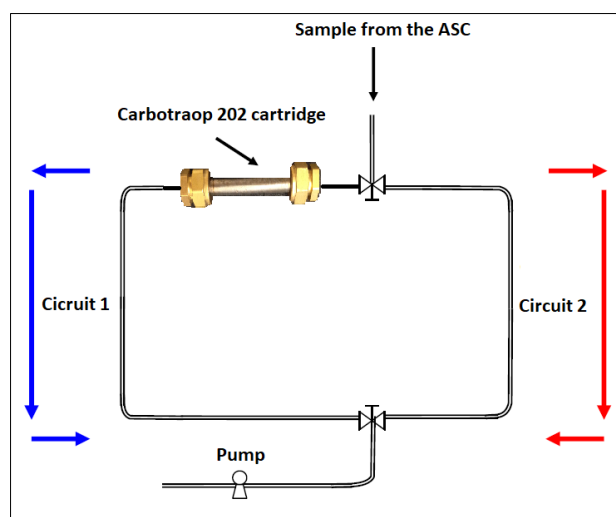 Sample from the ASC
Carbotraop 202 cartridge
Cicruit 1
Circuit 2
Pump